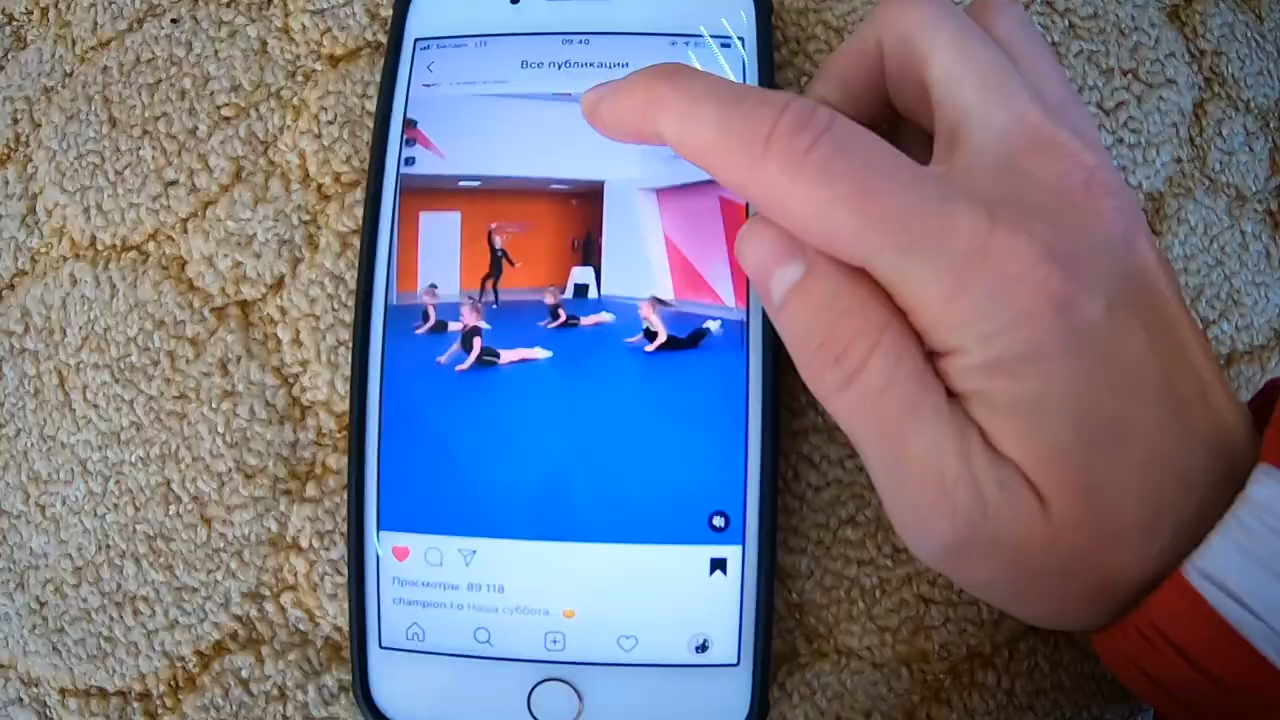 Билайн LTE 09:40
Все публикации
Просмотры: 89 118
champion.l.o Наша суббота...